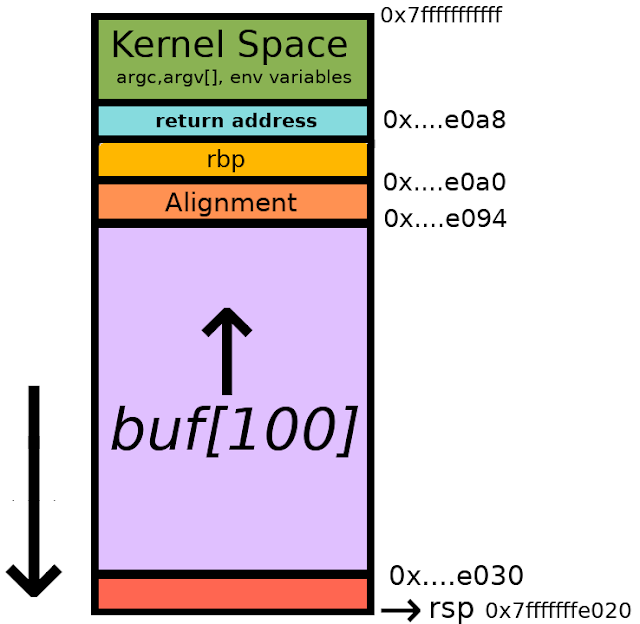 0x7fffffffffff
Kernel Space
argc,argv[], env variables
return address
0x....e0a8
rbp
0x....e0a0
Alignment
0x....e094
buf[100]
0x....e030
rsp 0x7fffffffe020